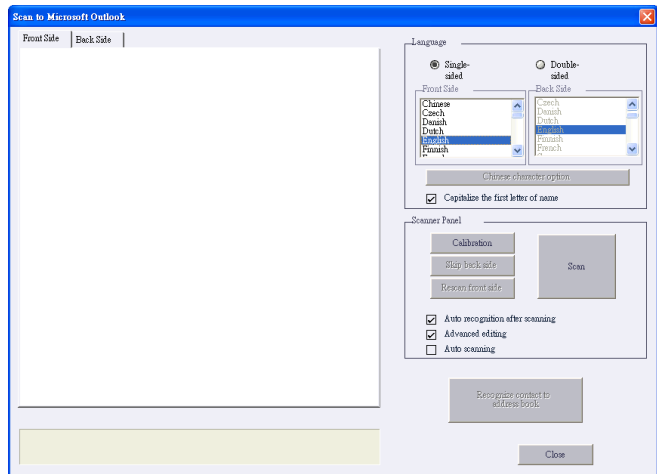 Scan to Microsoft Outlook
Front Side
Back Side
Language
Single-
sided
Double-
sided
Front Side
Chinese
Czech
Danish
Dutch
English
Finnish
Back Side
Czech
Danish
Dutch
English
Finnish
French
Chinese character option
Capitalize the first letter of name
Scanner Panel
Calibration
Skip back side
Rescan front side
Scan
Auto recognition after scanning
Advanced editing
Auto scanning
Recognize contact to
address book
Close